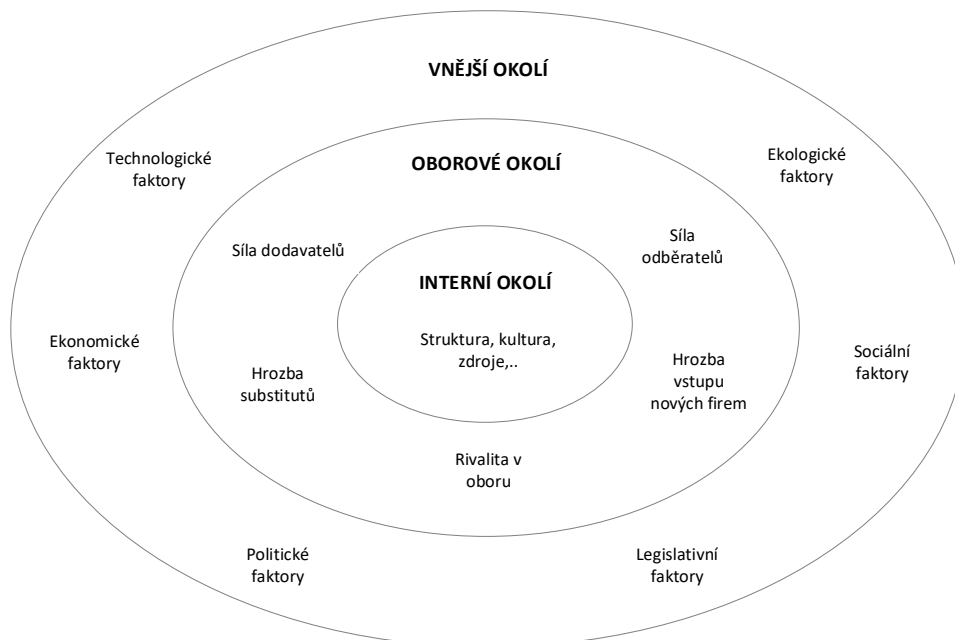 VNĚJŠÍ OKOLÍ
Technologické
faktory
OBOROVÉ OKOLÍ
Ekologické
faktory
Síla dodavatelů
Síla
odběratelů
INTERNÍ OKOLÍ
Struktura, kultura,
zdroje,..
Ekonomické
faktory
Hrozba
substitutů
Hrozba
vstupu
nových firem
Sociální
faktory
Rivalita v
oboru
Politické
faktory
Legislativní
faktory